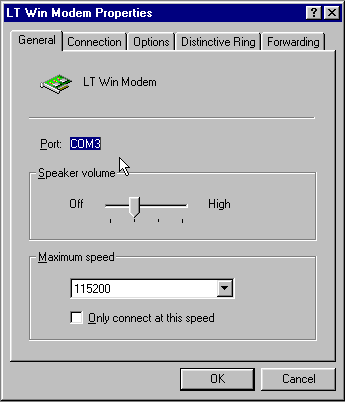 LT Win Modem Properties
General Connection Options Distinctive Ring Forwarding
LT Win Modem
Port: COM3
Speaker volume
Off High
Maximum speed
115200
Only connect at this speed
OK Cancel